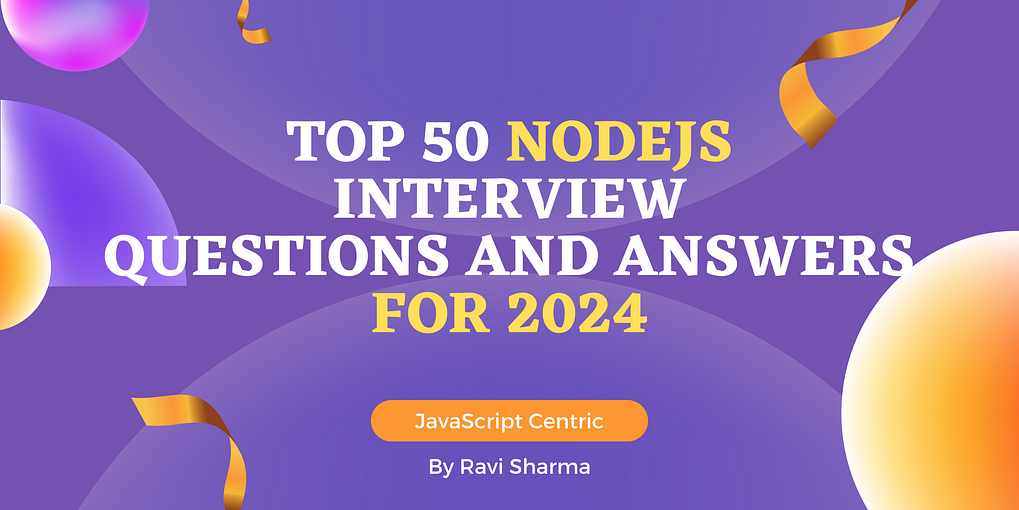 TOP 50 NODEJS
INTERVIEW
QUESTIONS AND ANSWERS
FOR 2024
JavaScript Centric
By Ravi Sharma